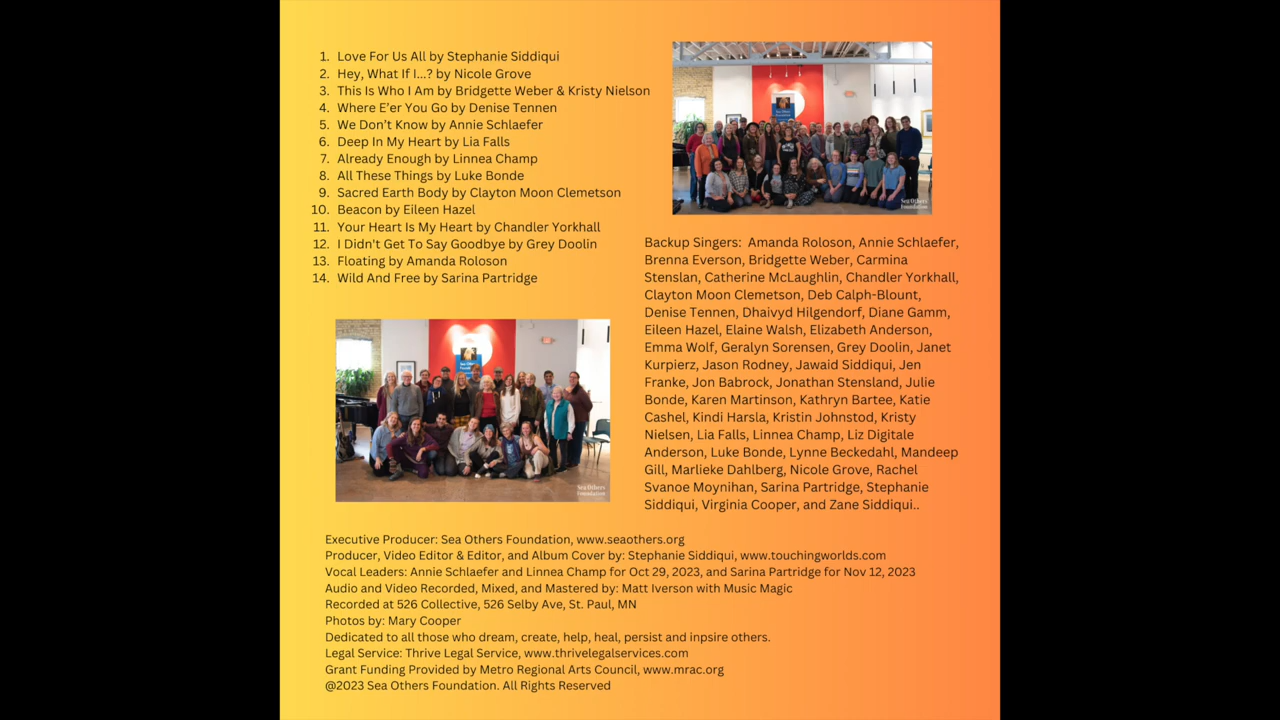 1. Love For Us All by Stephanie Siddiqui
2. Hey, What If I...? by Nicole Grove
3. This Is Who I Am by Bridgette Weber & Kristy Nielson
4. Where E'er You Go by Denise Tennen
5. We Don't Know by Annie Schlaefer
6. Deep In My Heart by Lia Falls
7. Already Enough by Linnea Champ
8. All These Things by Luke Bonde
9. Sacred Earth Body by Clayton Moon Clemetson
10. Beacon by Eileen Hazel
11. Your Heart Is My Heart by Chandler Yorkhall
12. I Didn't Get To Say Goodbye by Grey Doolin
13. Floating by Amanda Roloson
14. Wild And Free by Sarina Partridge
Sea Others
Foundation
Backup Singers: Amanda Roloson, Annie Schlaefer,
Brenna Everson, Bridgette Weber, Carmina
Stenslan, Catherine McLaughlin, Chandler Yorkhall,
Clayton Moon Clemetson, Deb Calph-Blount,
Denise Tennen, Dhaivyd Hilgendorf, Diane Gamm,
Eileen Hazel, Elaine Walsh, Elizabeth Anderson,
Emma Wolf, Geralyn Sorensen, Grey Doolin, Janet
Kurpierz, Jason Rodney, Jawaid Siddiqui, Jen
Franke, Jon Babrock, Jonathan Stensland, Julie
Bonde, Karen Martinson, Kathryn Bartee, Katie
Cashel, Kindi Harsla, Kristin Johnstod, Kristy
Nielsen, Lia Falls, Linnea Champ, Liz Digitale
Anderson, Luke Bonde, Lynne Beckedahl, Mandeep
Gill, Marlieke Dahlberg, Nicole Grove, Rachel
Svanoe Moynihan, Sarina Partridge, Stephanie
Siddiqui, Virginia Cooper, and Zane Siddiqui..
Sea Others
Foundation
Executive Producer: Sea Others Foundation, www.seaothers.org
Producer, Video Editor & Editor, and Album Cover by: Stephanie Siddiqui, www.touchingworlds.com
Vocal Leaders: Annie Schlaefer and Linnea Champ for Oct 29, 2023, and Sarina Partridge for Nov 12, 2023
Audio and Video Recorded, Mixed, and Mastered by: Matt Iverson with Music Magic
Recorded at 526 Collective, 526 Selby Ave, St. Paul, MN
Photos by: Mary Cooper
Dedicated to all those who dream, create, help, heal, persist and inpsire others.
Legal Service: Thrive Legal Service, www.thrivelegalservices.com
Grant Funding Provided by Metro Regional Arts Council, www.mrac.org
@2023 Sea Others Foundation. All Rights Reserved